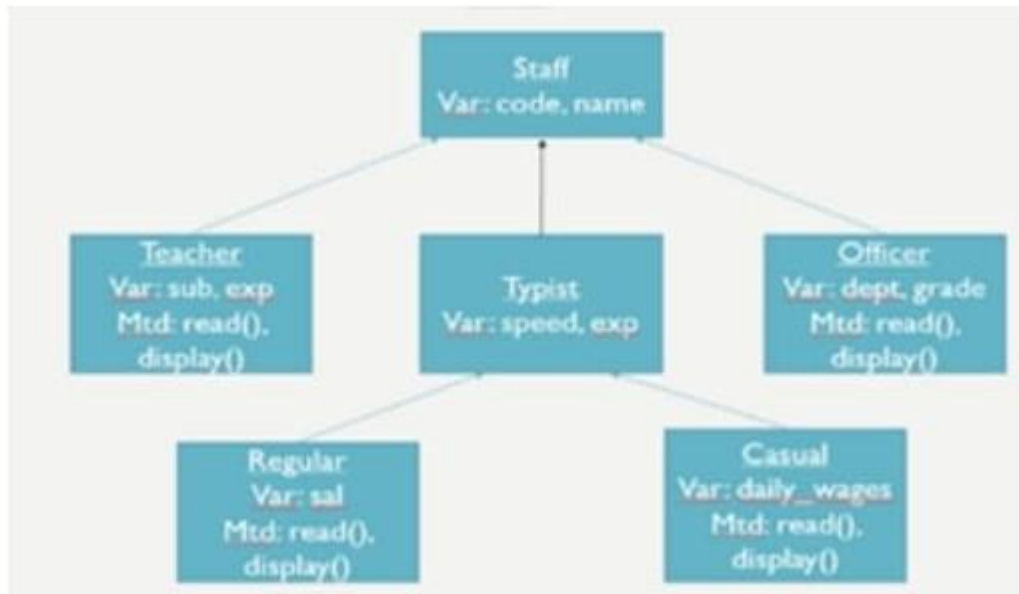 Staff
Var: code, name
Teacher
Var: sub, exp
Mtd: read(),
display()
Typist
Var: speed, exp
Officer
Var: dept, grade
Mtd: read(),
display()
Regular
Var: sal
Mtd: read(),
display()
Casual
Var: daily_wages
Mtd: read(),
display()